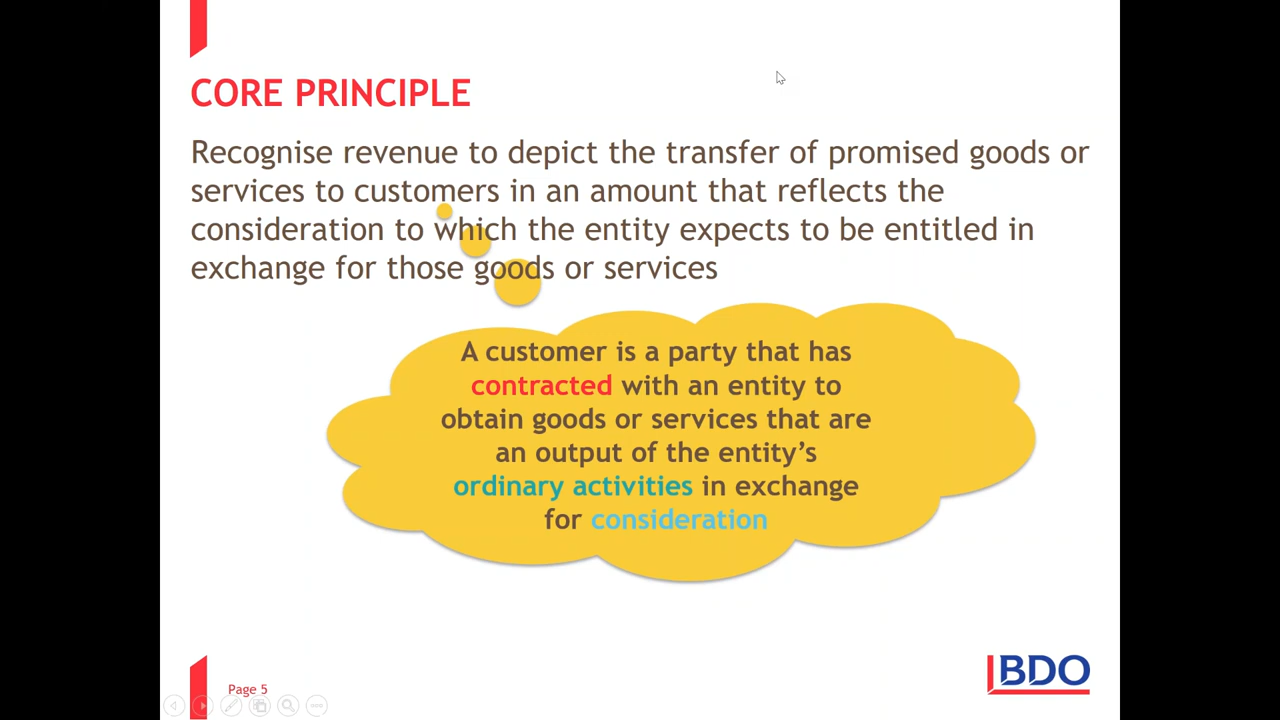 CORE PRINCIPLE
Recognise revenue to depict the transfer of promised goods or
services to customers in an amount that reflects the
consideration to which the entity expects to be entitled in
exchange for those goods or services
A customer is a party that has
contracted with an entity to
obtain goods or services that are
an output of the entity’s
ordinary activities in exchange
for consideration
Page 5
BDO